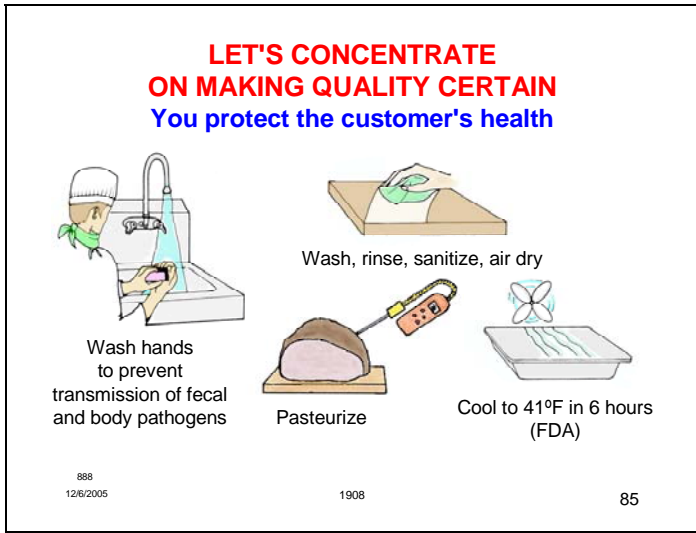 LET'S CONCENTRATE
ON MAKING QUALITY CERTAIN
You protect the customer's health
Wash, rinse, sanitize, air dry
Wash hands
to prevent
transmission of fecal
and body pathogens
Pasteurize
Cool to 41ºF in 6 hours
(FDA)
888
12/6/2005
1908
85